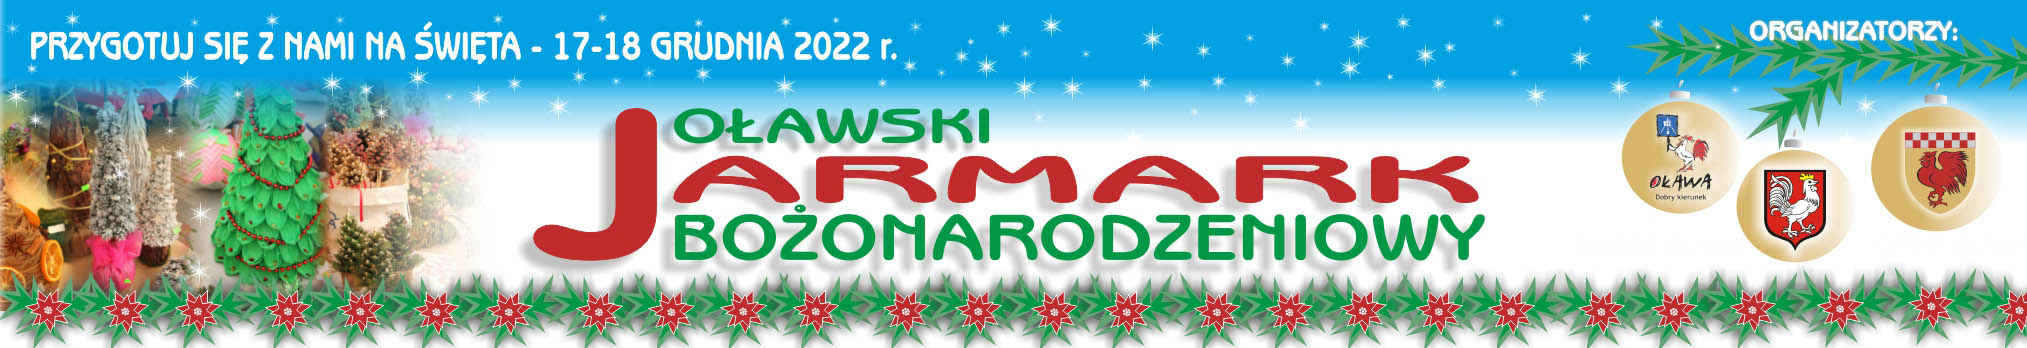 PRZYGOTUJ SIĘ Z NAMI NA ŚWIĘTA - 17-18 GRUDNIA 2022 r.
ORGANIZATORZY:
OŁAWSKI
JARMARK
BOŻONARODZENIOWY
OŁAWA
Dobry kierunek